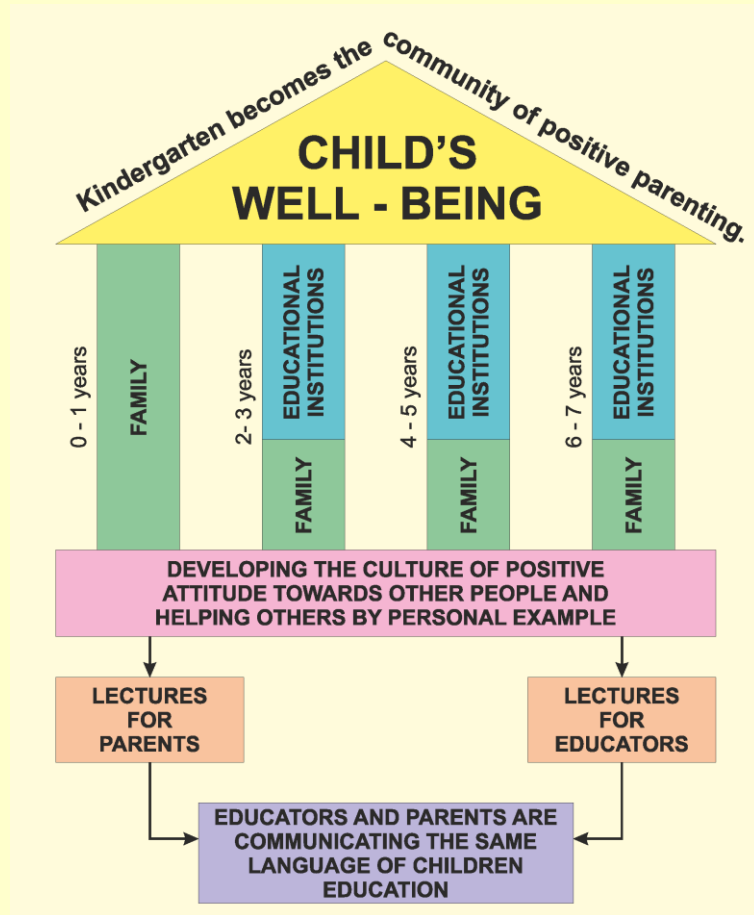 Kindergarten becomes the community of positive parenting.
CHILD'S
WELL - BEING
0 - 1 years
FAMILY
2- 3 years
EDUCATIONAL
INSTITUTIONS
FAMILY
4 - 5 years
EDUCATIONAL
INSTITUTIONS
FAMILY
6 - 7 years
EDUCATIONAL
INSTITUTIONS
FAMILY
DEVELOPING THE CULTURE OF POSITIVE
ATTITUDE TOWARDS OTHER PEOPLE AND
HELPING OTHERS BY PERSONAL EXAMPLE
LECTURES
FOR
PARENTS
LECTURES
FOR
EDUCATORS
EDUCATORS AND PARENTS ARE
COMMUNICATING THE SAME
LANGUAGE OF CHILDREN
EDUCATION